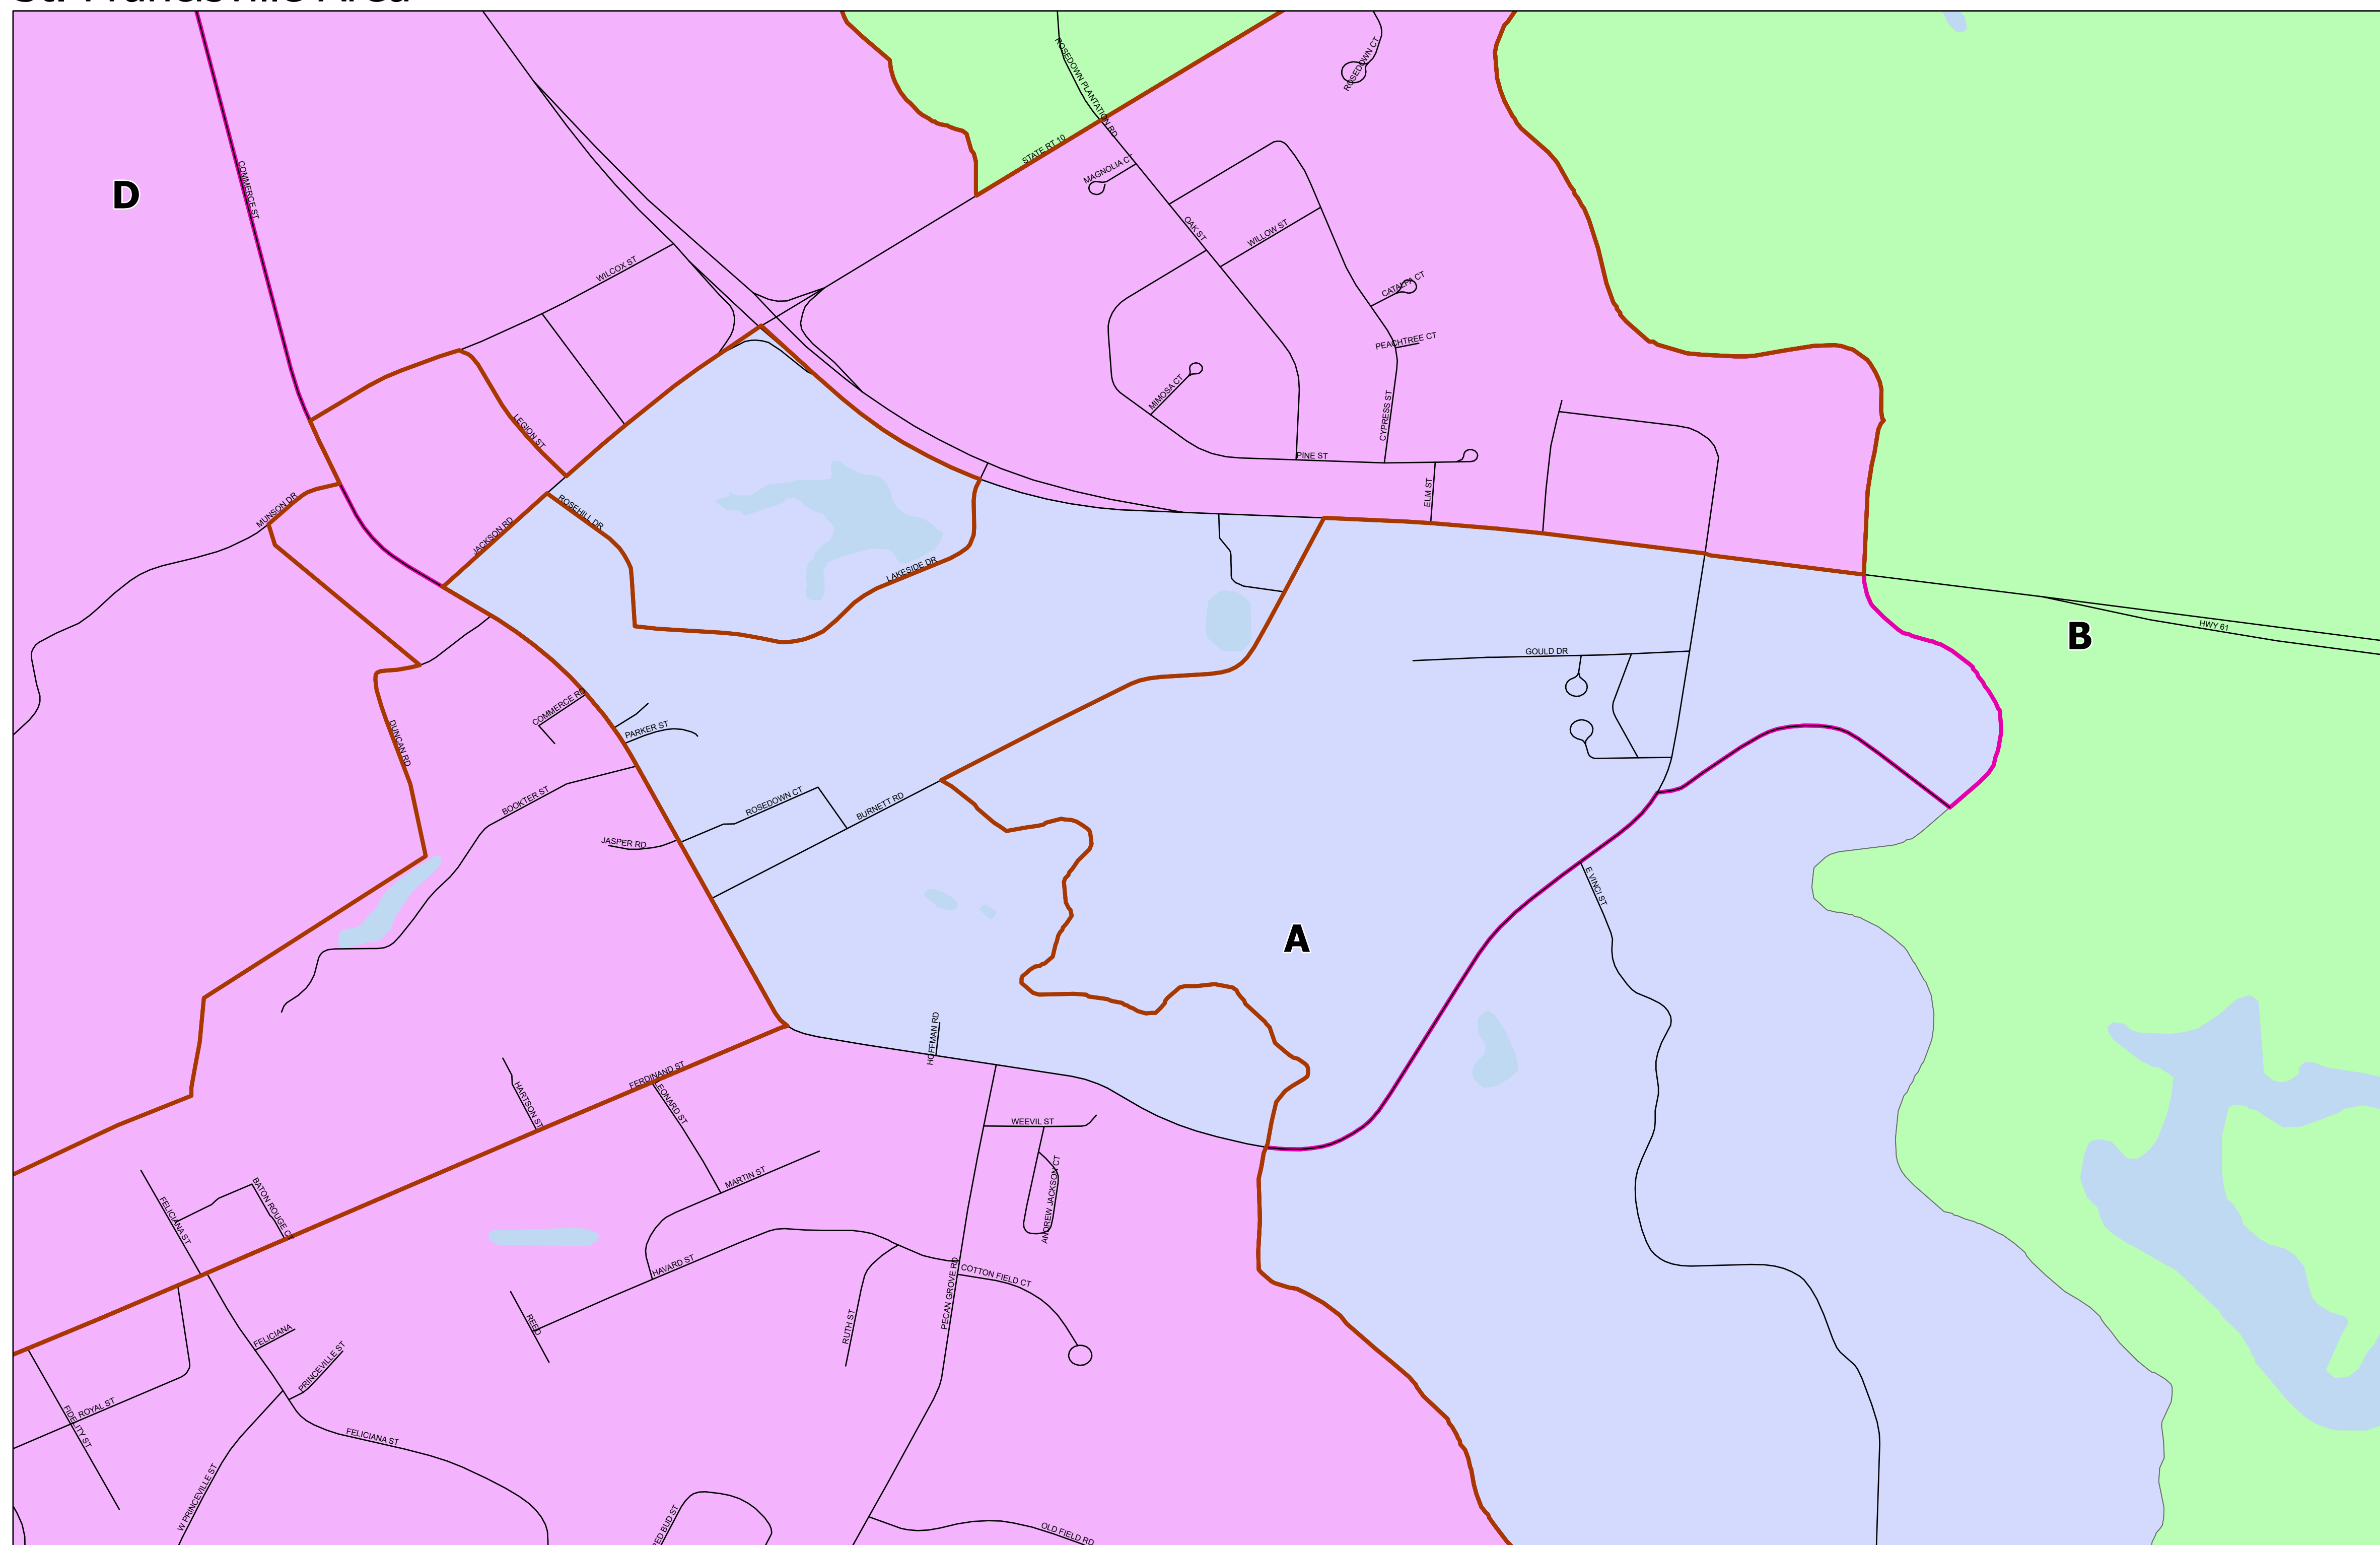 ROSEDOWN PLANTATION RD
ROSEDOWN CT
STATE RT 10
MAGNOLIA CT
COMMERCE ST
D
OAK ST
WILLOW ST
WILCOX ST
CATALPA CT
PEACHTREE CT
MIMOSA CT
CYPRESS ST
LEGION ST
PINE ST
ELM ST
MUNSON DR
ROSEHILL DR
JACKSON RD
LAKESIDE DR
HWY 61
B
GOULD DR
COMMERCE RD
PARKER ST
DUNCAN RD
BOOKTER ST
ROSEDOWN CT
BURNETT RD
JASPER RD
E VINCI ST
A
HOFFMAN RD
FERDINAND ST
HARTSON ST
LEONARD ST
WEEVIL ST
MARTIN ST
ANDREW JACKSON CT
BATON ROUGE CT
FELICIANA ST
HAVARD ST
COTTON FIELD CT
PECAN GROVE RD
RUTH ST
REED
FELICIANA
PRINCEVILLE ST
ROYAL ST
FIDELITY ST
FELICIANA ST
W PRINCEVILLE ST
RED BUD ST
OLD FIELD RD